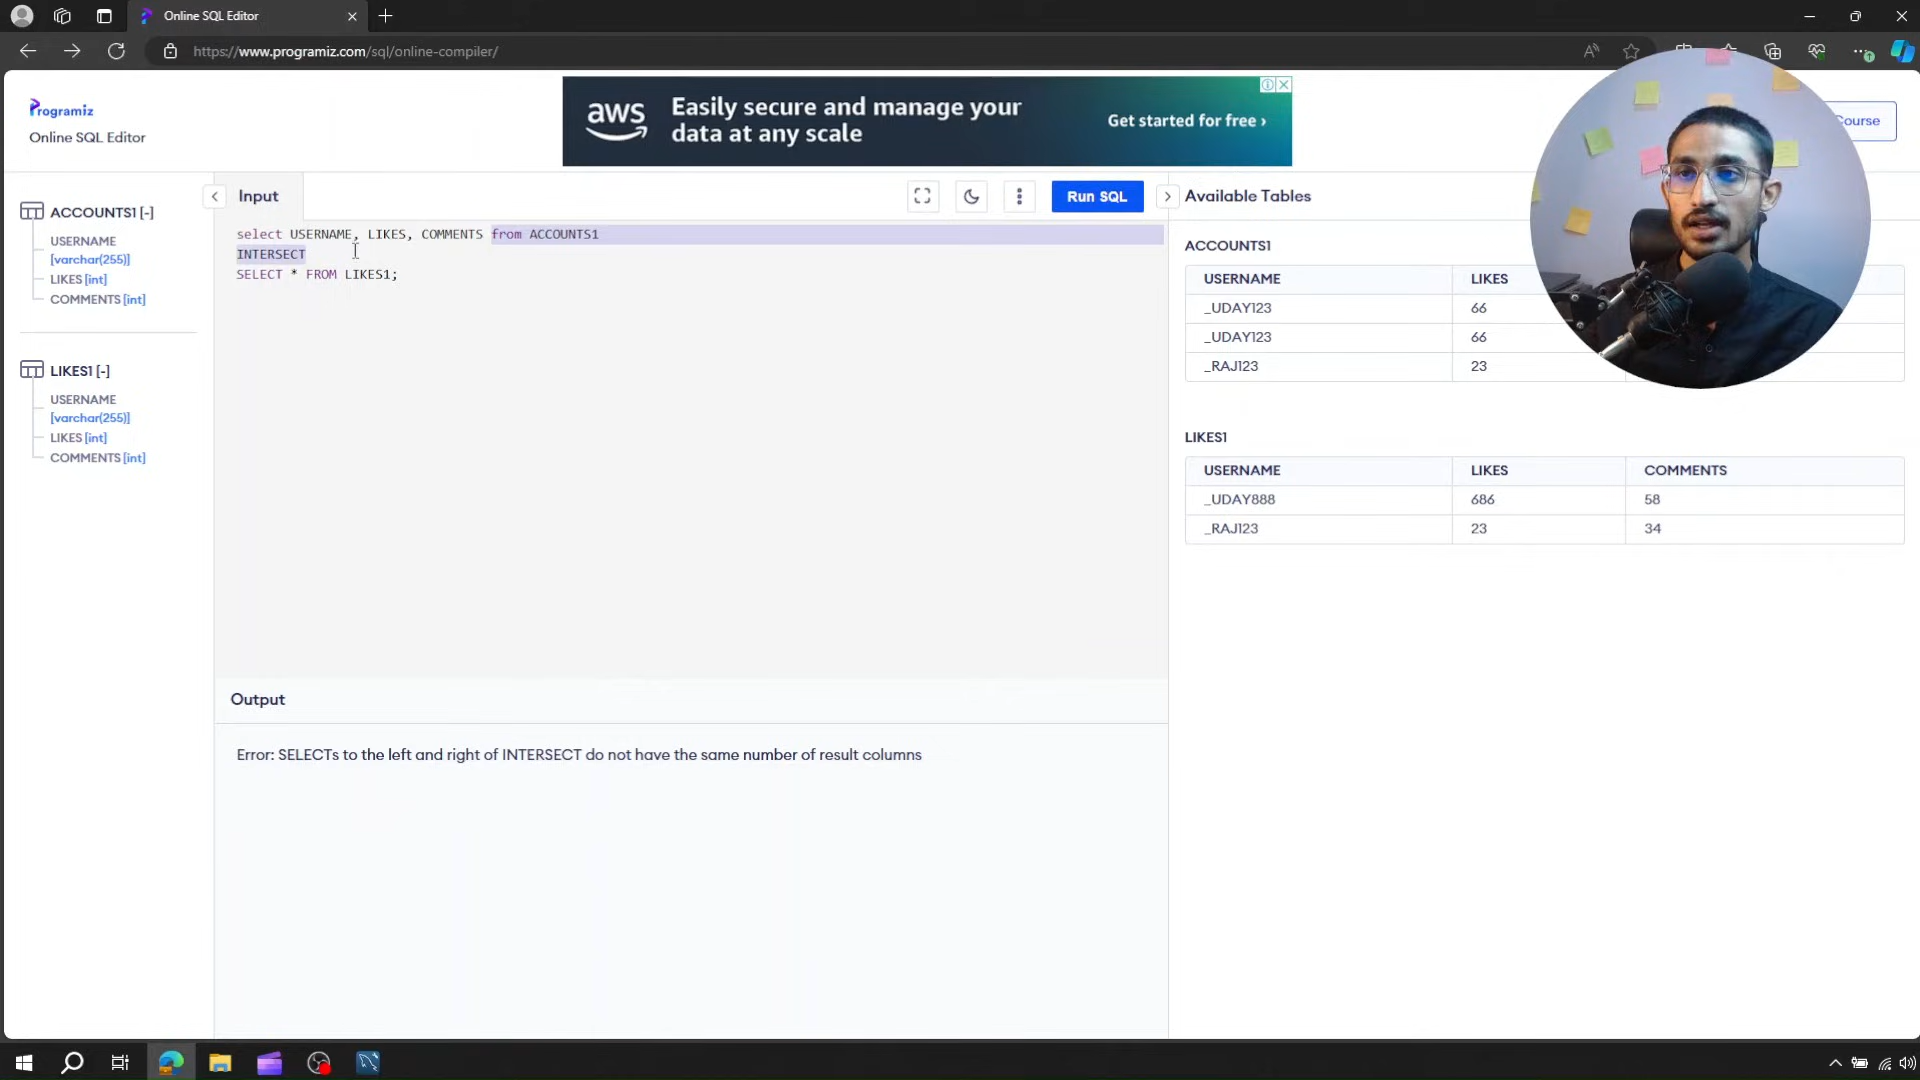 Online SQL Editor
https://www.programiz.com/sql/online-compiler/
Programiz
Online SQL Editor
aws
Easily secure and manage your
data at any scale
Get started for free ›
Course
ACCOUNTS1 [-]
USERNAME
[varchar(255)]
LIKES [int]
COMMENTS [int]
LIKES1 [-]
USERNAME
[varchar(255)]
LIKES [int]
COMMENTS [int]
Input
Run SQL
select USERNAME, LIKES, COMMENTS from ACCOUNTS1
INTERSECT
SELECT * FROM LIKES1;
Output
Error: SELECTs to the left and right of INTERSECT do not have the same number of result columns
Available Tables
ACCOUNTS1
USERNAME LIKES
_UDAY123 66
_UDAY123 66
_RAJ123 23
LIKES1
USERNAME LIKES COMMENTS
_UDAY888 686 58
_RAJ123 23 34